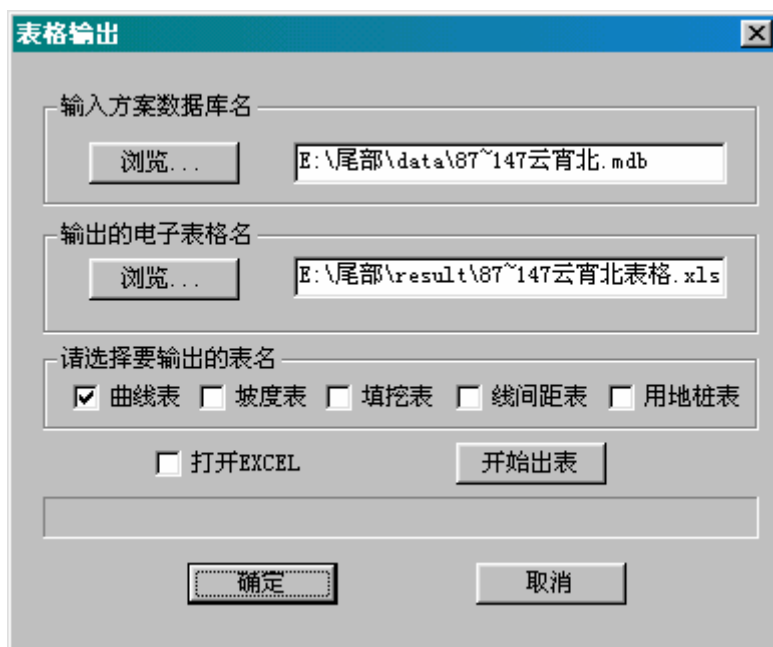 表格输出
输入方案数据库名
浏览... E:\尾部\data\87~147云宵北.mdb
输出的电子表格名
浏览... E:\尾部\result\87~147云宵北表格.xls
请选择要输出的表名
曲线表 坡度表 填挖表 线间距表 用地桩表
打开EXCEL 开始出表
确定 取消